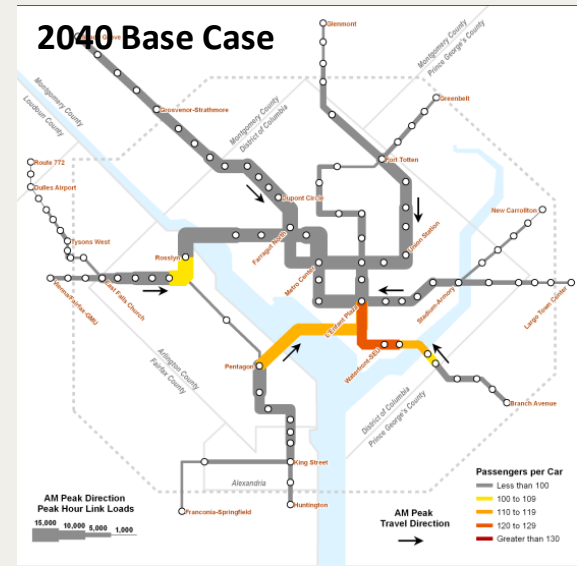 2040 Base Case
Glenmont
Grove
Montgomery County
Prince George's County
Montgomery County
Loudoun County
Grosvenor-Strathmore
Montgomery County
District of Columbia
Greenbelt
Route 772
Fort Totten
Dulles Airport
Dupont Circle
New Carrollton
Tysons West
Farragut North
Union Station
Rosslyn
Metro Center
Vienna/Fairfax-GMU
East Falls Church
Stadium-Armory
Largo Town Center
L'Enfant Plaza
Arlington County
Fairfax County
Pentagon
Waterfront-SEU
District of Columbia
Prince George's County
Branch Avenue
King Street
Alexandria
Franconia-Springfield
Huntington
AM Peak Direction
Peak Hour Link Loads
15,000
10,000
5,000
1,000
AM Peak
Travel Direction
Passengers per Car
Less than 100
100 to 109
110 to 119
120 to 129
Greater than 130